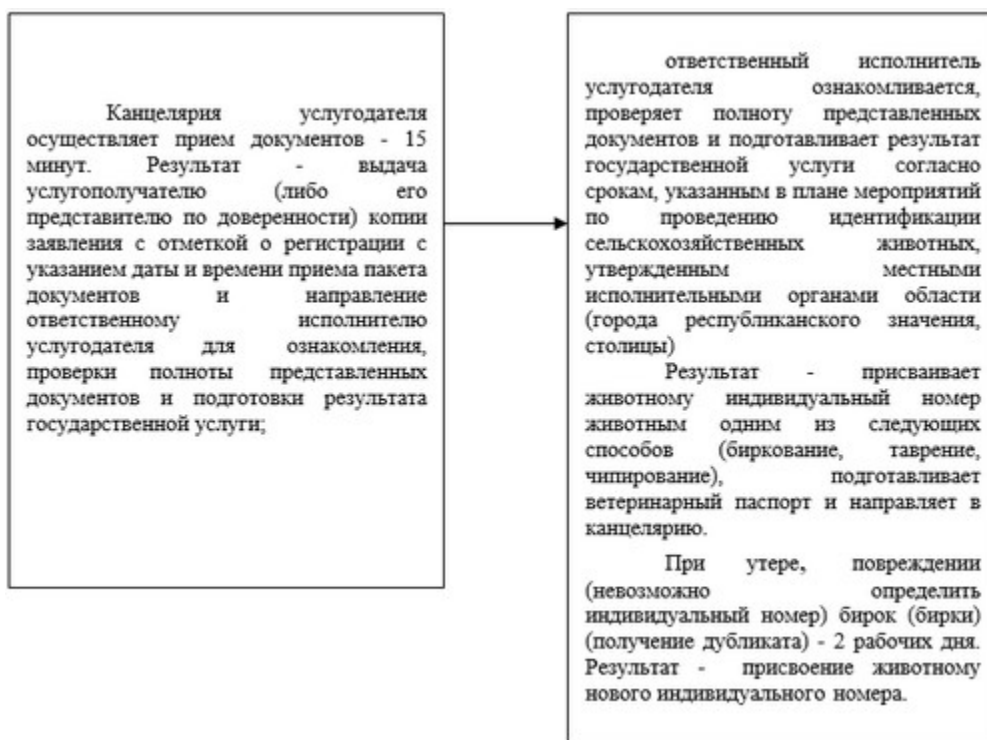 Канцелярия услугодателя
осуществляет прием документов - 15
минут. Результат - выдача
услугополучателю (либо его
представителю по доверенности) копии
заявления с отметкой о регистрации с
указанием даты и времени приема пакета
документов и направление
ответственному исполнителю
услугодателя для ознакомления,
проверки полноты представленных
документов и подготовки результата
государственной услуги;
ответственный исполнитель
услугодателя ознакомливается,
проверяет полноту представленных
документов и подготавливает результат
государственной услуги согласно
срокам, указанным в плане мероприятий
по проведению идентификации
сельскохозяйственных животных,
утвержденным местными
исполнительными органами области
(города республиканского значения,
столицы)
Результат - присваивает
животному индивидуальный номер
животным одним из следующих
способов (биркование, таврение,
чипирование), подготавливает
ветеринарный паспорт и направляет в
канцелярию.
При утере, повреждении
(невозможно определить
индивидуальный номер) бирок (бирки)
(получение дубликата) - 2 рабочих дня.
Результат - присвоение животному
нового индивидуального номера.